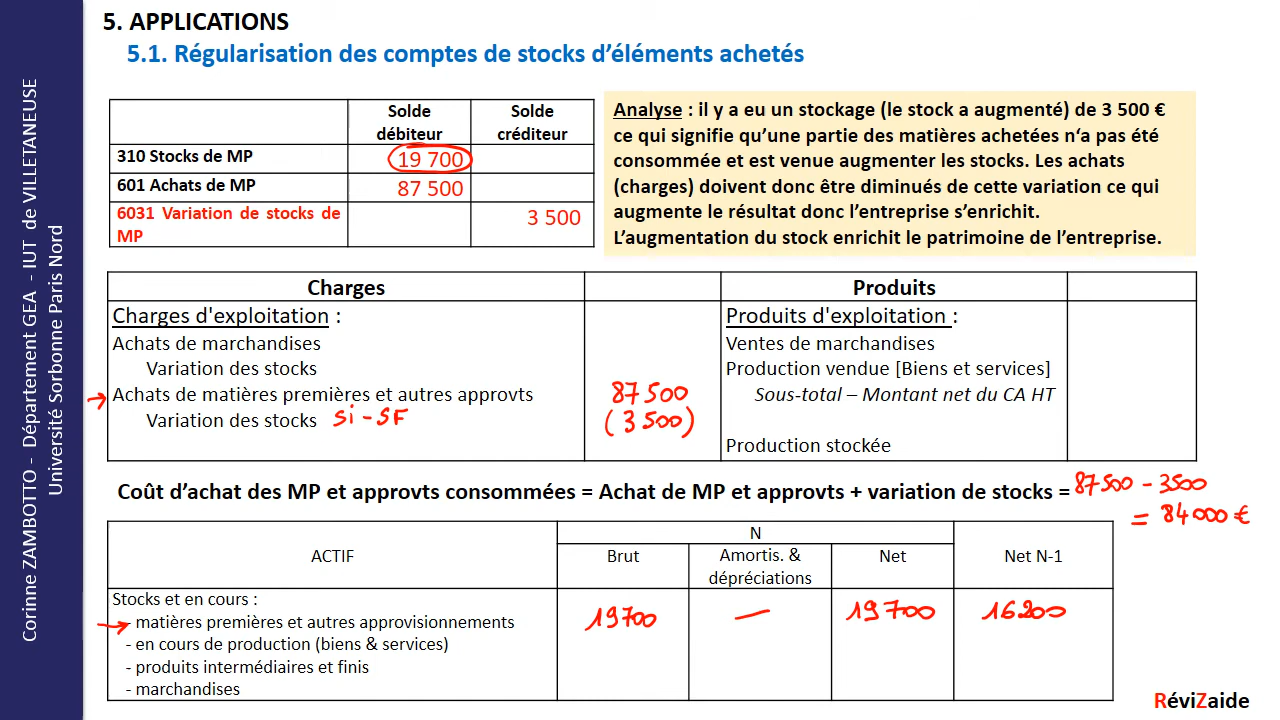 Corinne ZAMBOTTO - Département GEA - IUT de VILLETANEUSE
Université Sorbonne Paris Nord
5. APPLICATIONS
5.1. Régularisation des comptes de stocks d'éléments achetés
Solde débiteur
Solde créditeur
310 Stocks de MP 19 700
601 Achats de MP 87 500
6031 Variation de stocks de
MP 3 500
Analyse : il y a eu un stockage (le stock a augmenté) de 3 500 €
ce qui signifie qu'une partie des matières achetées n'a pas été
consommée et est venue augmenter les stocks. Les achats
(charges) doivent donc être diminués de cette variation ce qui
augmente le résultat donc l'entreprise s'enrichit.
L'augmentation du stock enrichit le patrimoine de l'entreprise.
Charges Produits
Charges d'exploitation : Produits d'exploitation :
Achats de marchandises Ventes de marchandises
Variation des stocks Production vendue [Biens et services]
Achats de matières premières et autres approvts 87500 Sous-total – Montant net du CA HT
Variation des stocks Si - SF (3500)
Production stockée
Coût d'achat des MP et approvts consommées = Achat de MP et approvts + variation de stocks = 87500 - 3500
= 84000 €
ACTIF N Net N-1
Brut Amortis. & dépréciations Net
Stocks et en cours :
- matières premières et autres approvisionnements 19700 — 19700 16200
- en cours de production (biens & services)
- produits intermédiaires et finis
- marchandises
RéviZaide